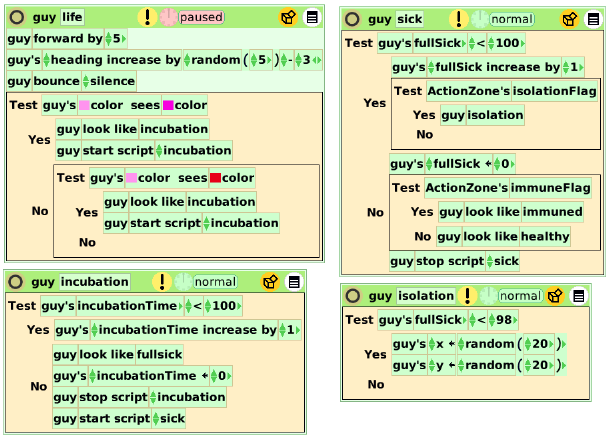 guy life ! paused
guy forward by 5
guy's heading increase by random ( 5 ) - 3
guy bounce silence
Test guy's color sees color
Yes guy look like incubation
guy start script incubation
No Test guy's color sees color
Yes guy look like incubation
guy start script incubation
No
guy incubation ! normal
Test guy's incubationTime < 100
Yes guy's incubationTime increase by 1
No guy look like fullsick
guy's incubationTime ← 0
guy stop script incubation
guy start script sick
guy sick ! normal
Test guy's fullSick < 100
Yes guy's fullSick increase by 1
Test ActionZone's isolationFlag
Yes guy isolation
No
No guy's fullSick ← 0
Test ActionZone's immuneFlag
Yes guy look like immuned
No guy look like healthy
guy stop script sick
guy isolation ! normal
Test guy's fullSick < 98
Yes guy's x ← random ( 20 )
guy's y ← random ( 20 )
No